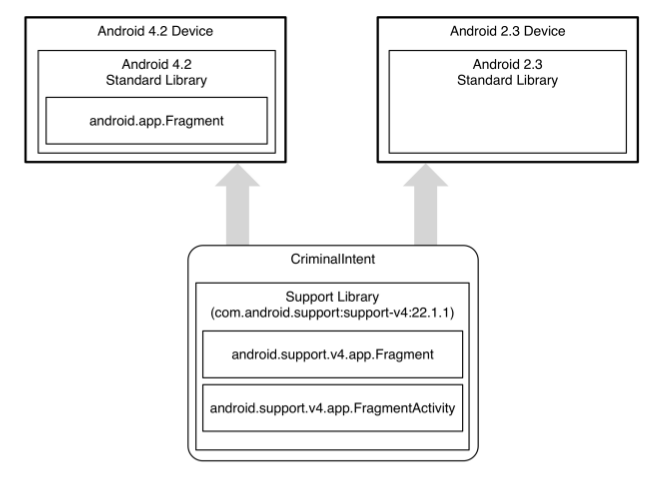 Android 4.2 Device
Android 4.2
Standard Library
android.app.Fragment
Android 2.3 Device
Android 2.3
Standard Library
CriminalIntent
Support Library
(com.android.support:support-v4:22.1.1)
android.support.v4.app.Fragment
android.support.v4.app.FragmentActivity